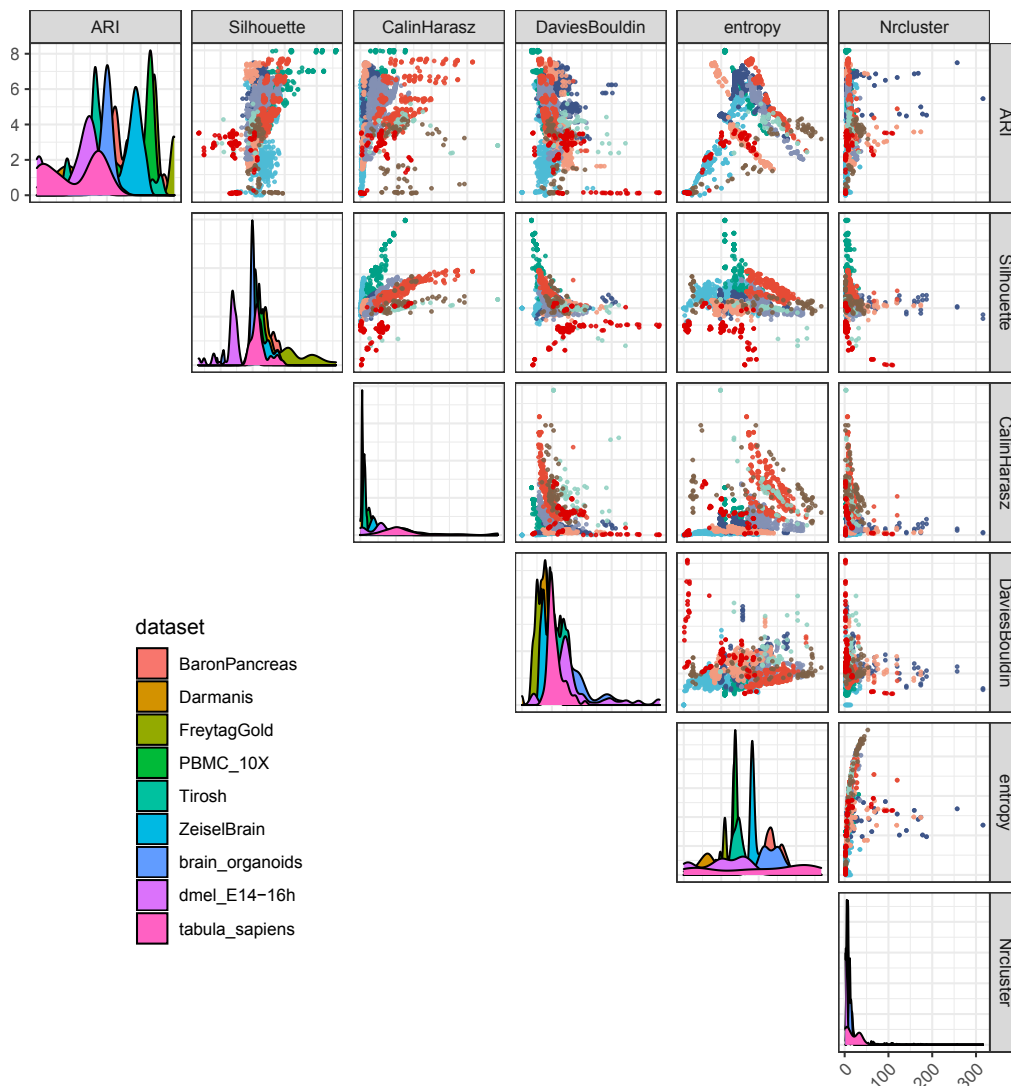 ARI
Silhouette
CalinHarasz
DaviesBouldin
entropy
Nrcluster
8
6
4
2
0
ARI
Silhouette
CalinHarasz
DaviesBouldin
entropy
Nrcluster
dataset
BaronPancreas
Darmanis
FreytagGold
PBMC_10X
Tirosh
ZeiselBrain
brain_organoids
dmel_E14−16h
tabula_sapiens
0
100
200
300